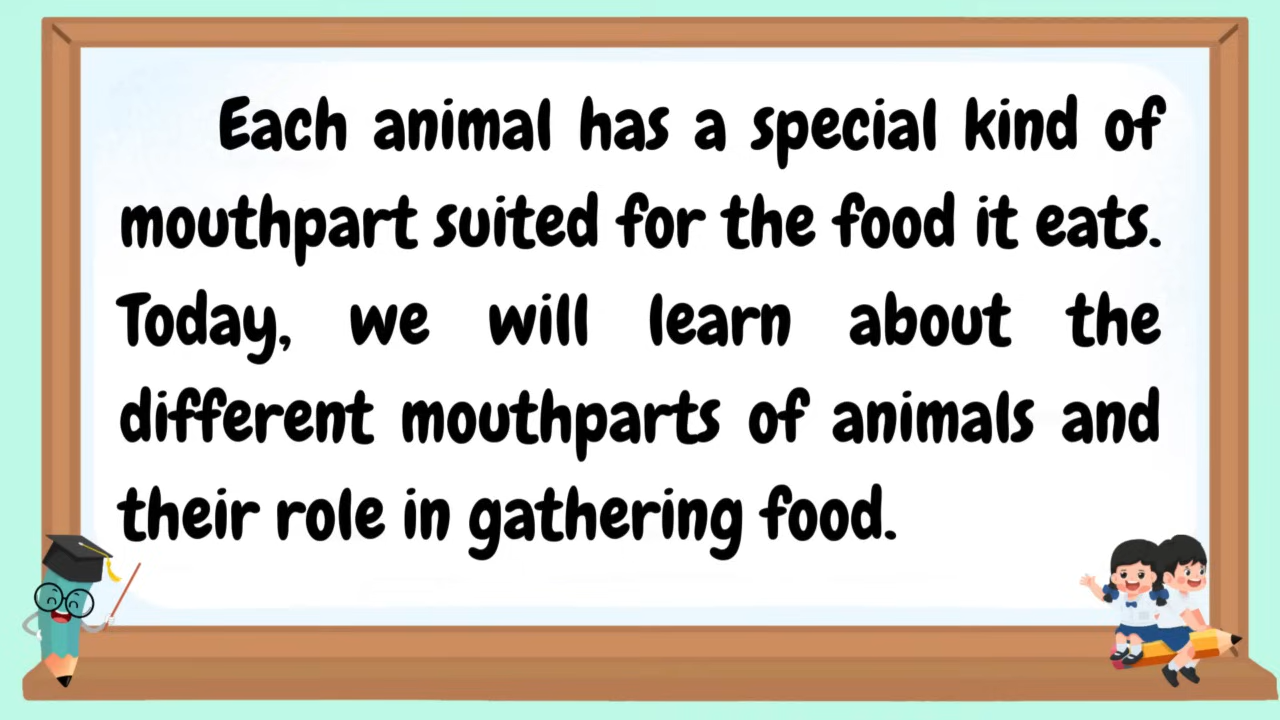 Each animal has a special kind of
mouthpart suited for the food it eats.
Today, we will learn about the
different mouthparts of animals and
their role in gathering food.